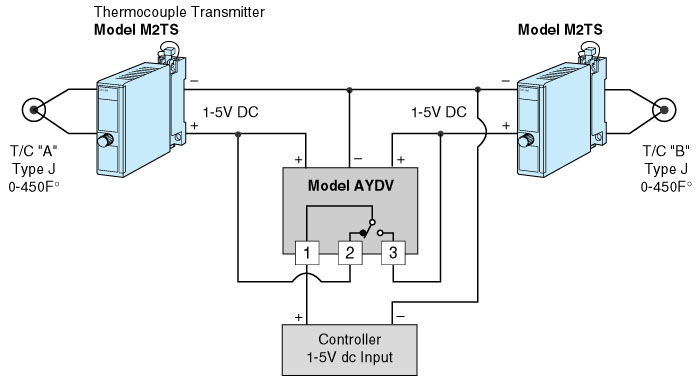 Thermocouple Transmitter
Model M2TS
Model M2TS
− −
1-5V DC 1-5V DC
+ +
T/C "A"
Type J
0-450F°
T/C "B"
Type J
0-450F°
+ − +
Model AYDV
1 2 3
+ −
Controller
1-5V dc Input